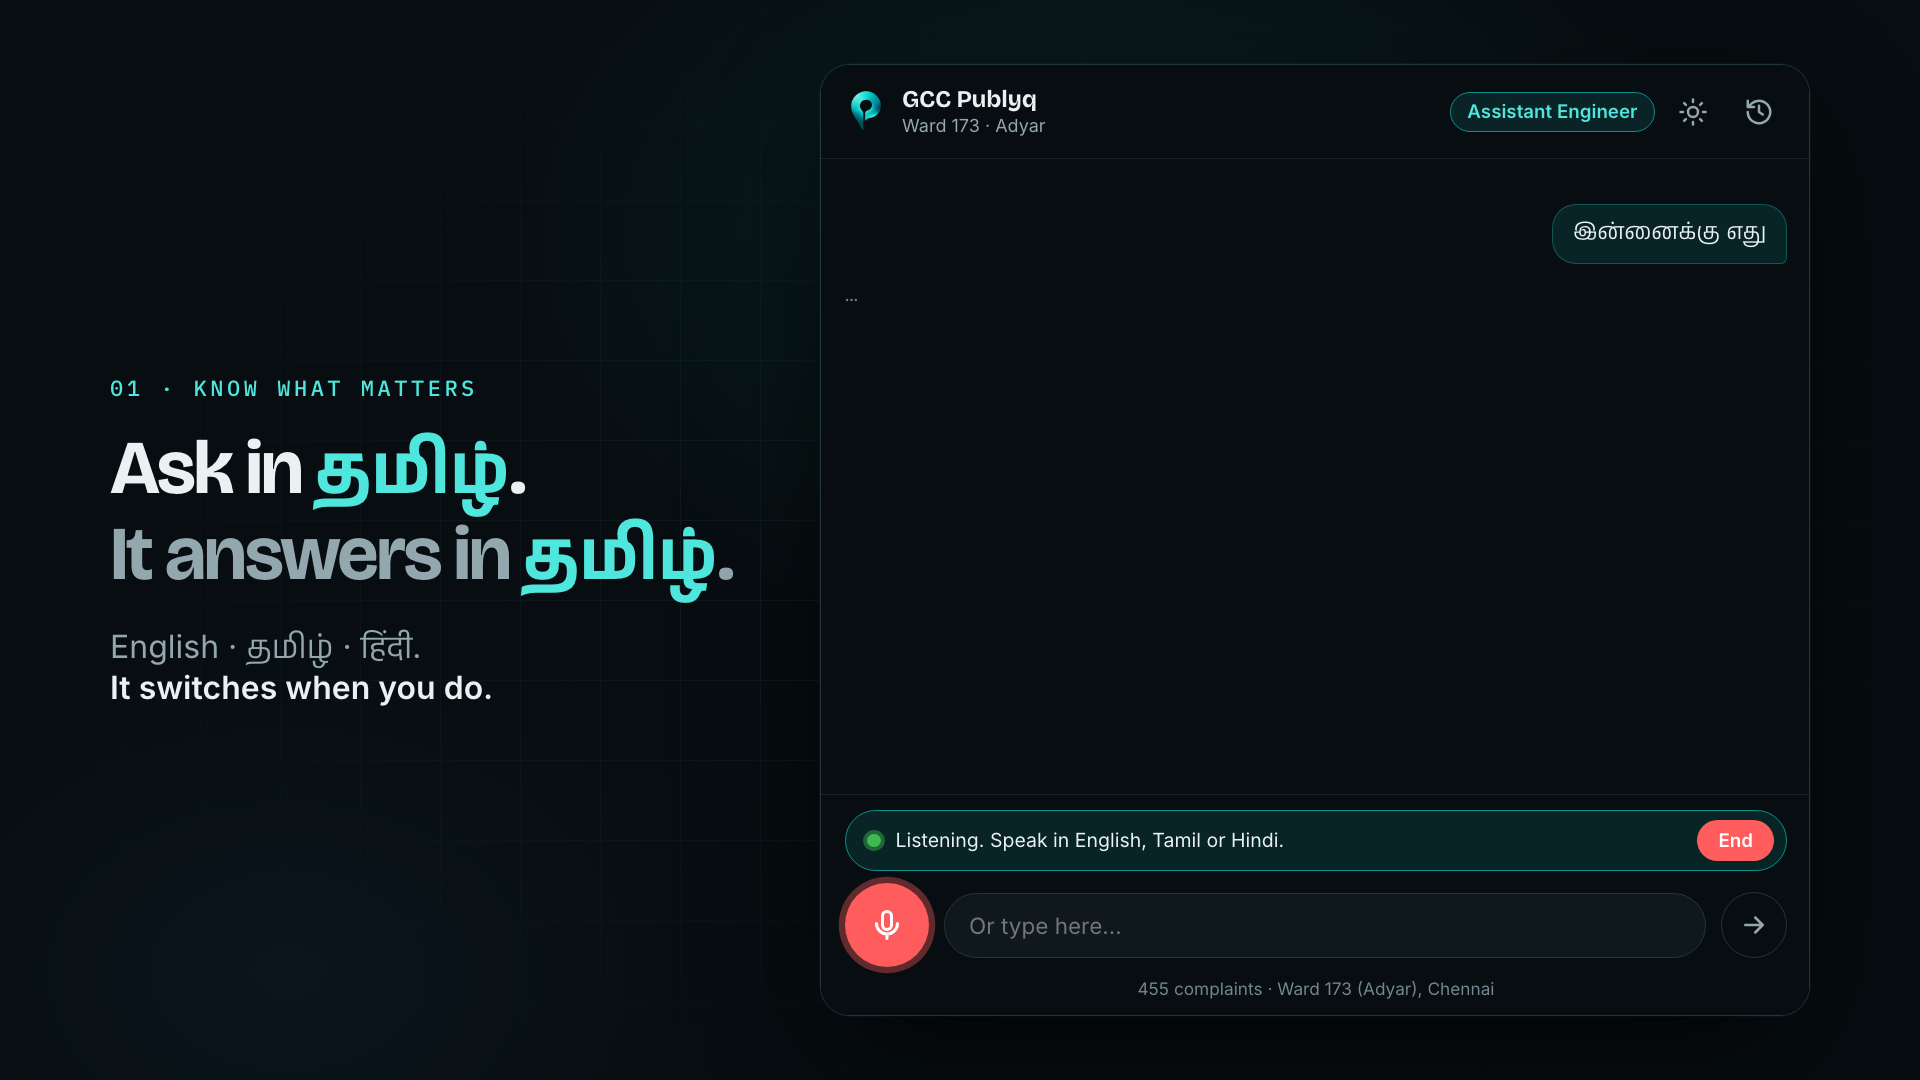 01 · KNOW WHAT MATTERS
Ask in தமிழ்.
It answers in தமிழ்.
English · தமிழ் · हिंदी.
It switches when you do.
GCC Publyq
Ward 173 · Adyar
Assistant Engineer
இன்னைக்கு எது
...
Listening. Speak in English, Tamil or Hindi.
End
Or type here...
455 complaints · Ward 173 (Adyar), Chennai